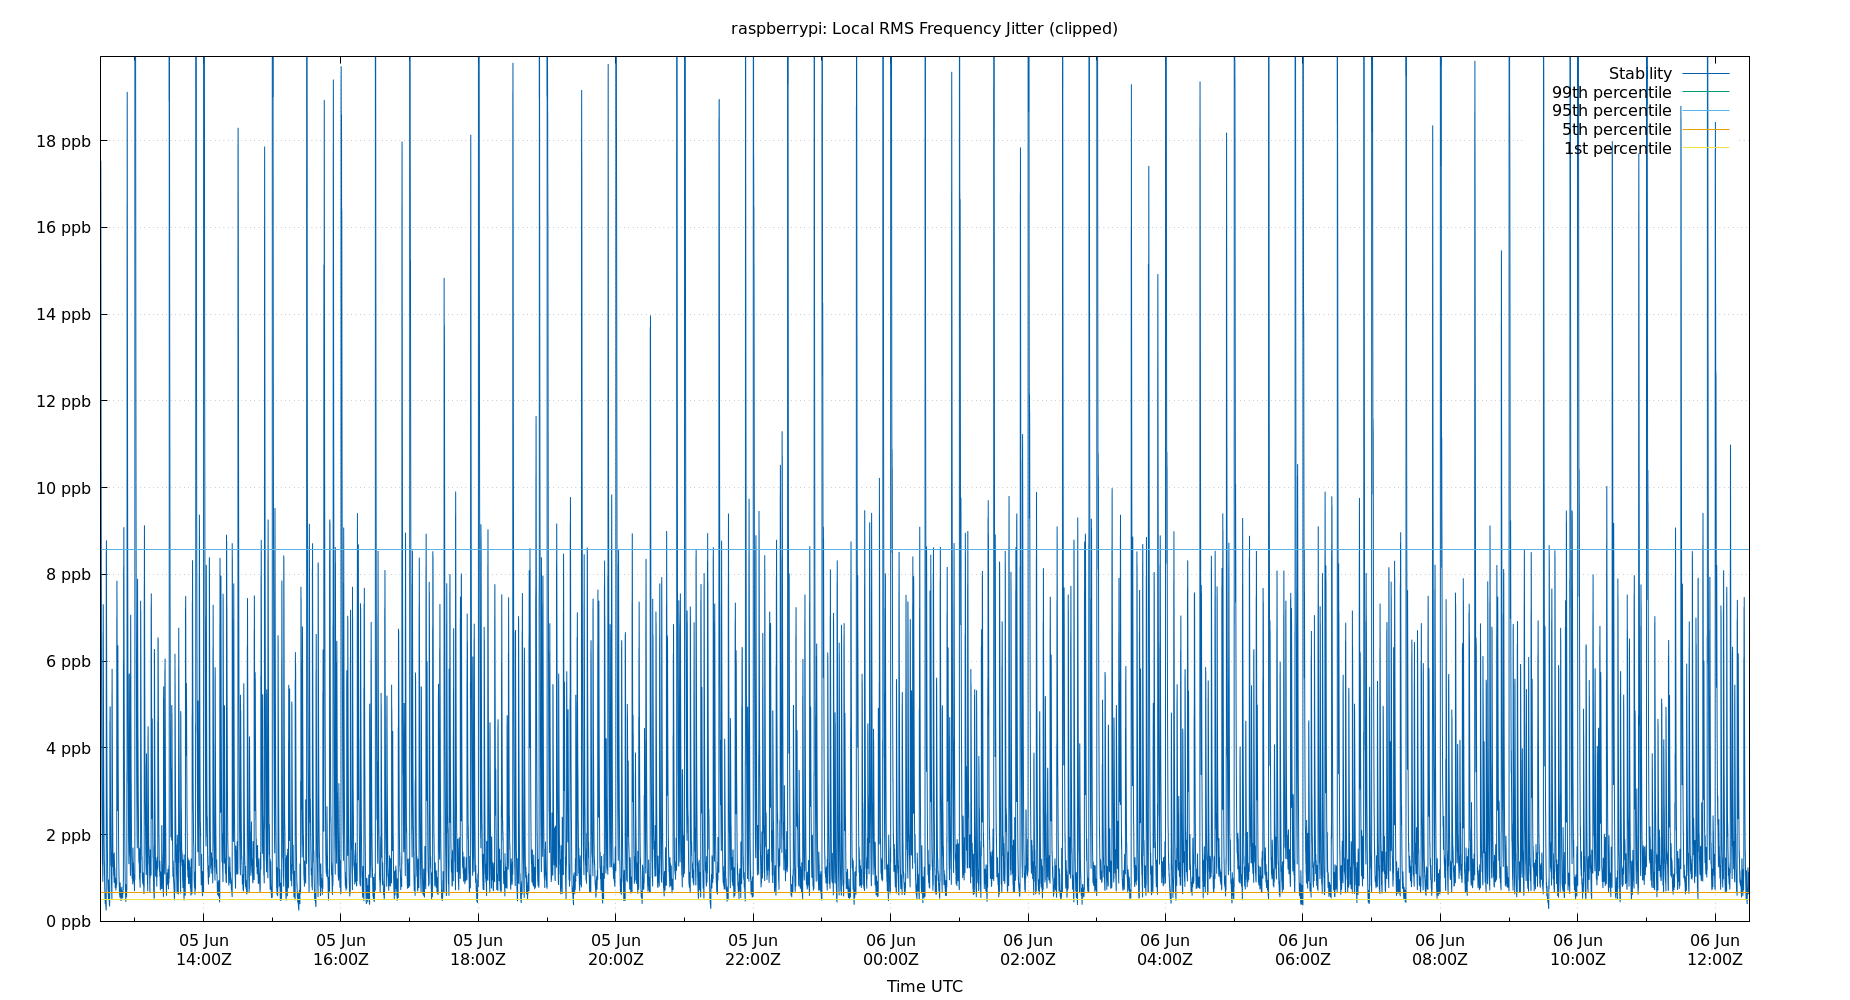 raspberrypi: Local RMS Frequency Jitter (clipped)
Stability
99th percentile
95th percentile
5th percentile
1st percentile
18 ppb
16 ppb
14 ppb
12 ppb
10 ppb
8 ppb
6 ppb
4 ppb
2 ppb
0 ppb
05 Jun 05 Jun 05 Jun 05 Jun 05 Jun 06 Jun 06 Jun 06 Jun 06 Jun 06 Jun 06 Jun 06 Jun
14:00Z 16:00Z 18:00Z 20:00Z 22:00Z 00:00Z 02:00Z 04:00Z 06:00Z 08:00Z 10:00Z 12:00Z
Time UTC